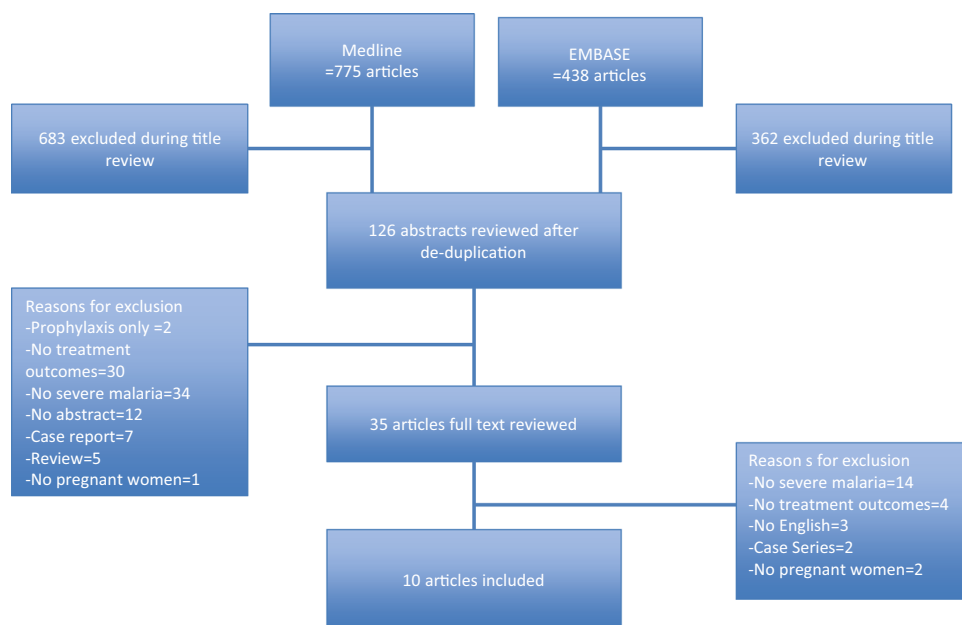 Medline
=775 articles
EMBASE
=438 articles
683 excluded during title
review
362 excluded during title
review
126 abstracts reviewed after
de-duplication
Reasons for exclusion
-Prophylaxis only =2
-No treatment
outcomes=30
-No severe malaria=34
-No abstract=12
-Case report=7
-Review=5
-No pregnant women=1
35 articles full text reviewed
Reason s for exclusion
-No severe malaria=14
-No treatment outcomes=4
-No English=3
-Case Series=2
-No pregnant women=2
10 articles included